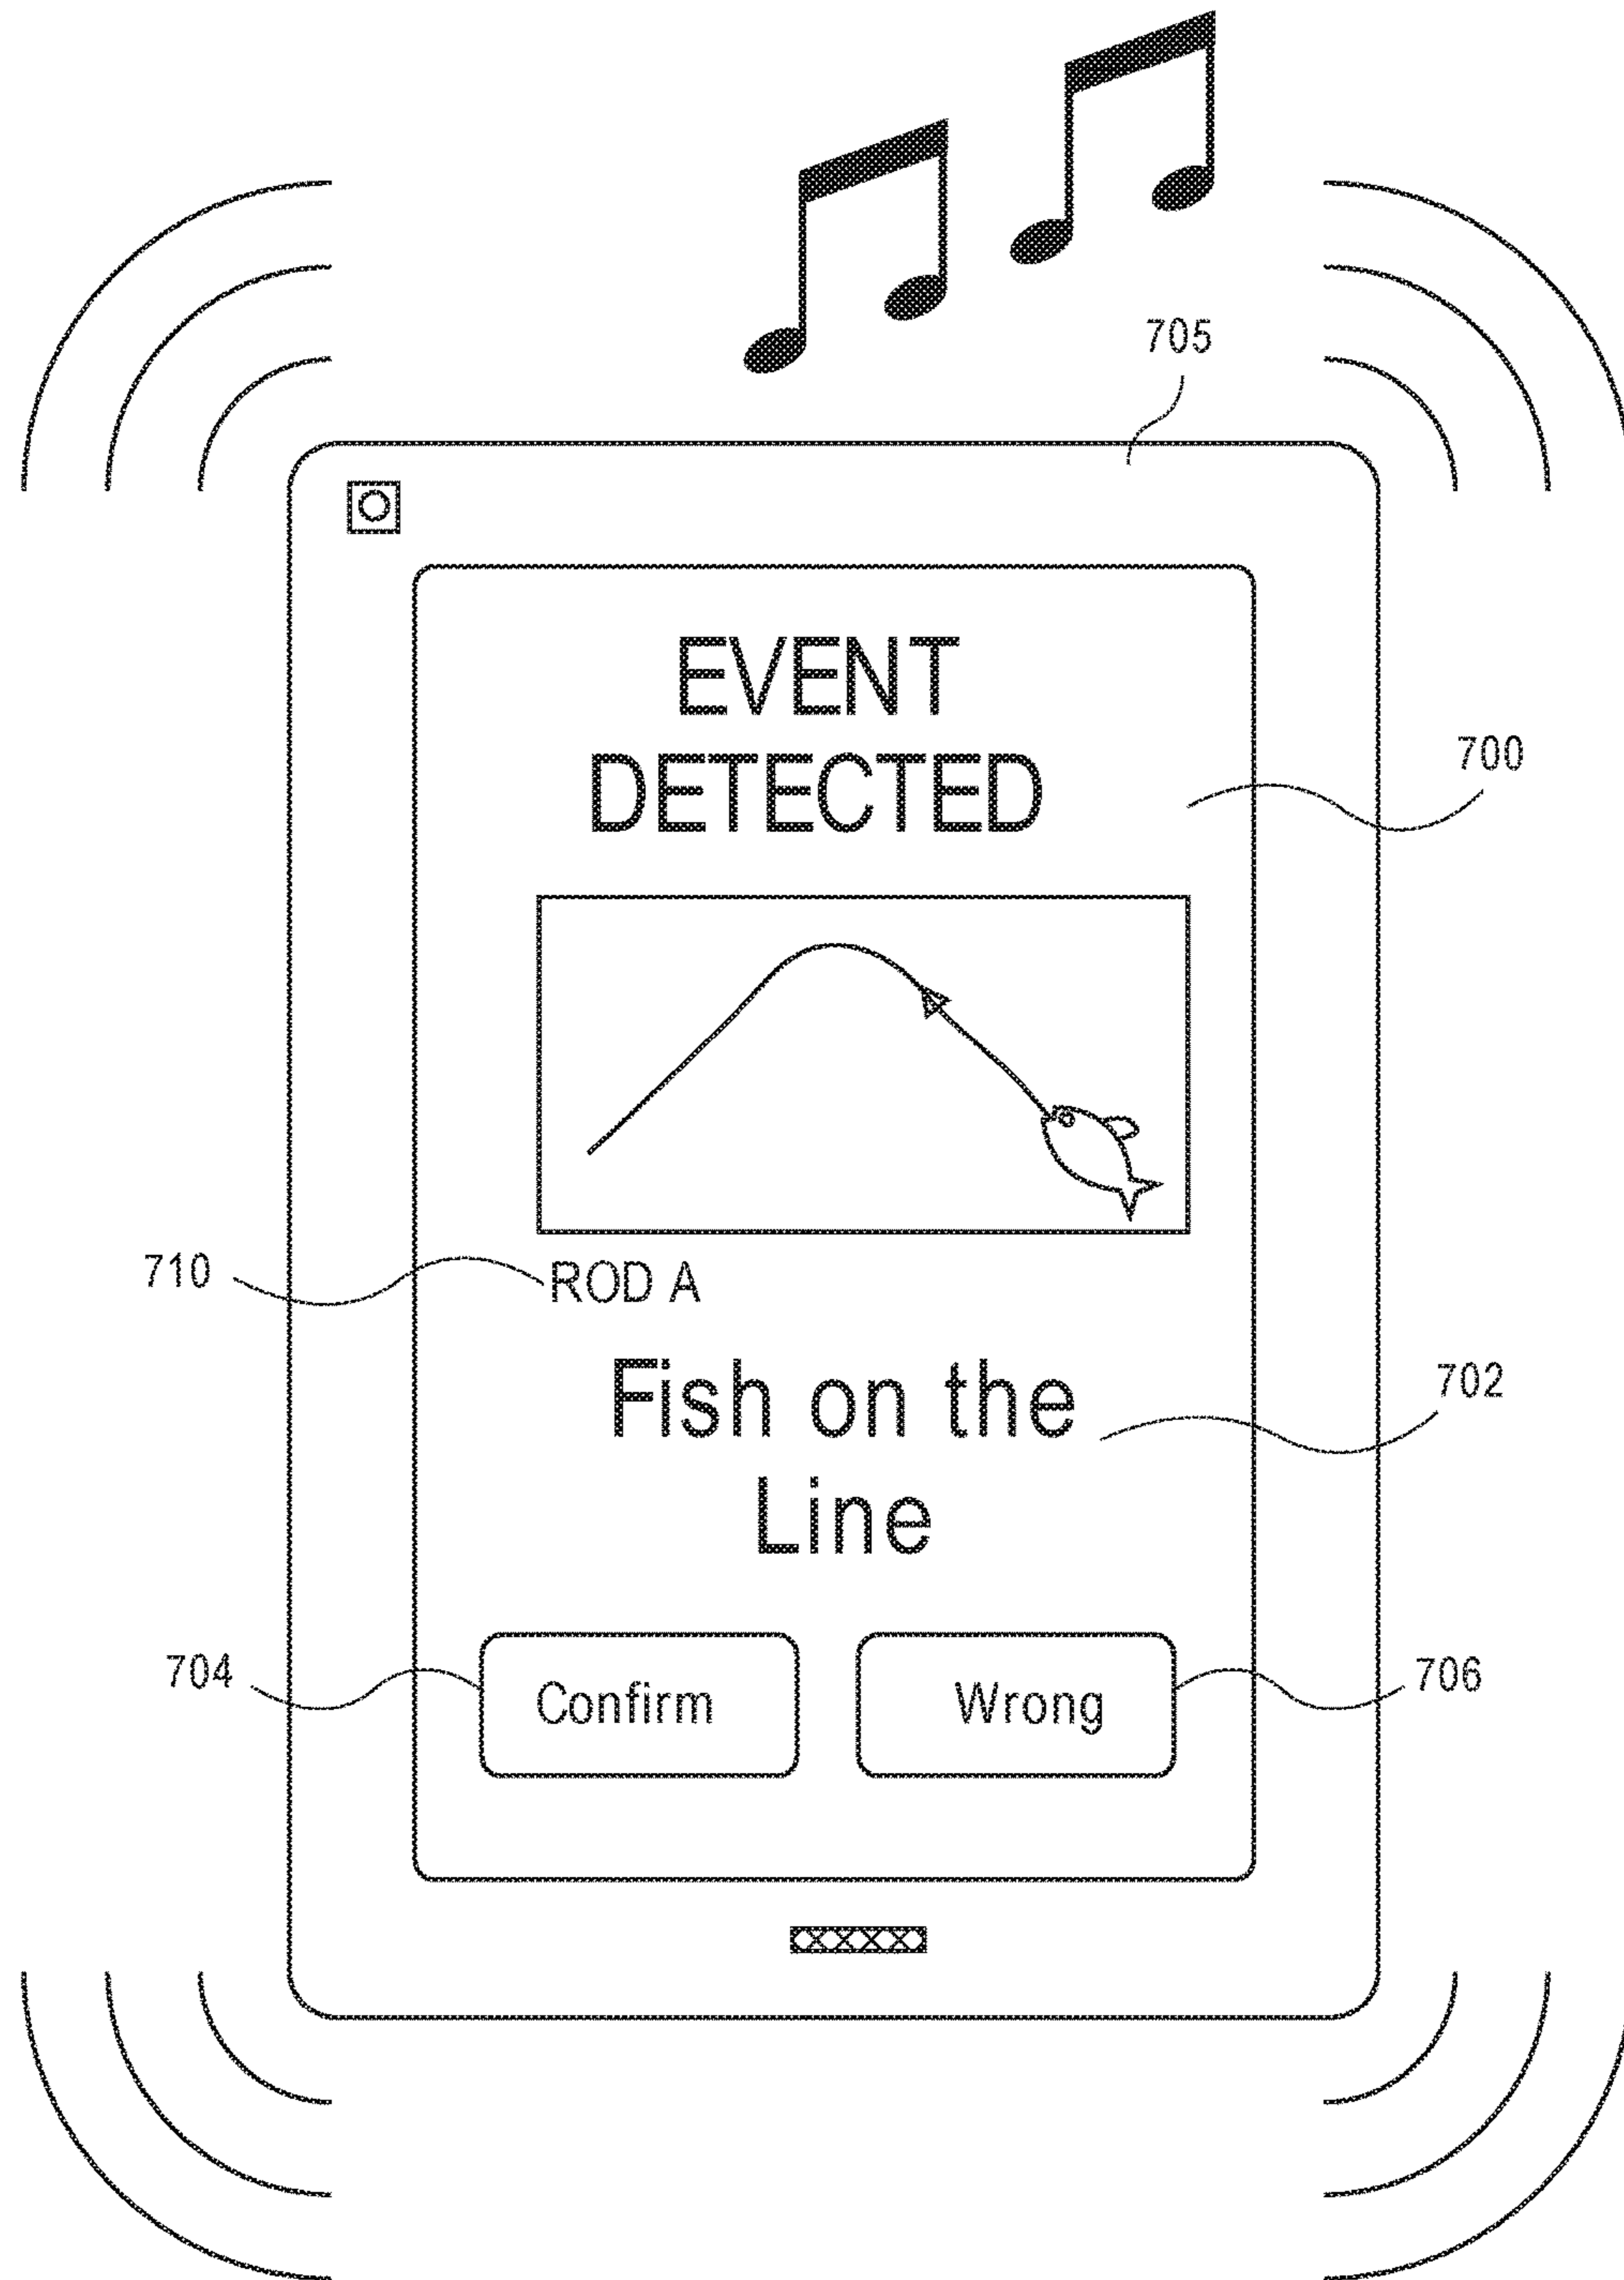 705
EVENT
DETECTED
700
710
ROD A
Fish on the
Line
702
704
Confirm
Wrong
706